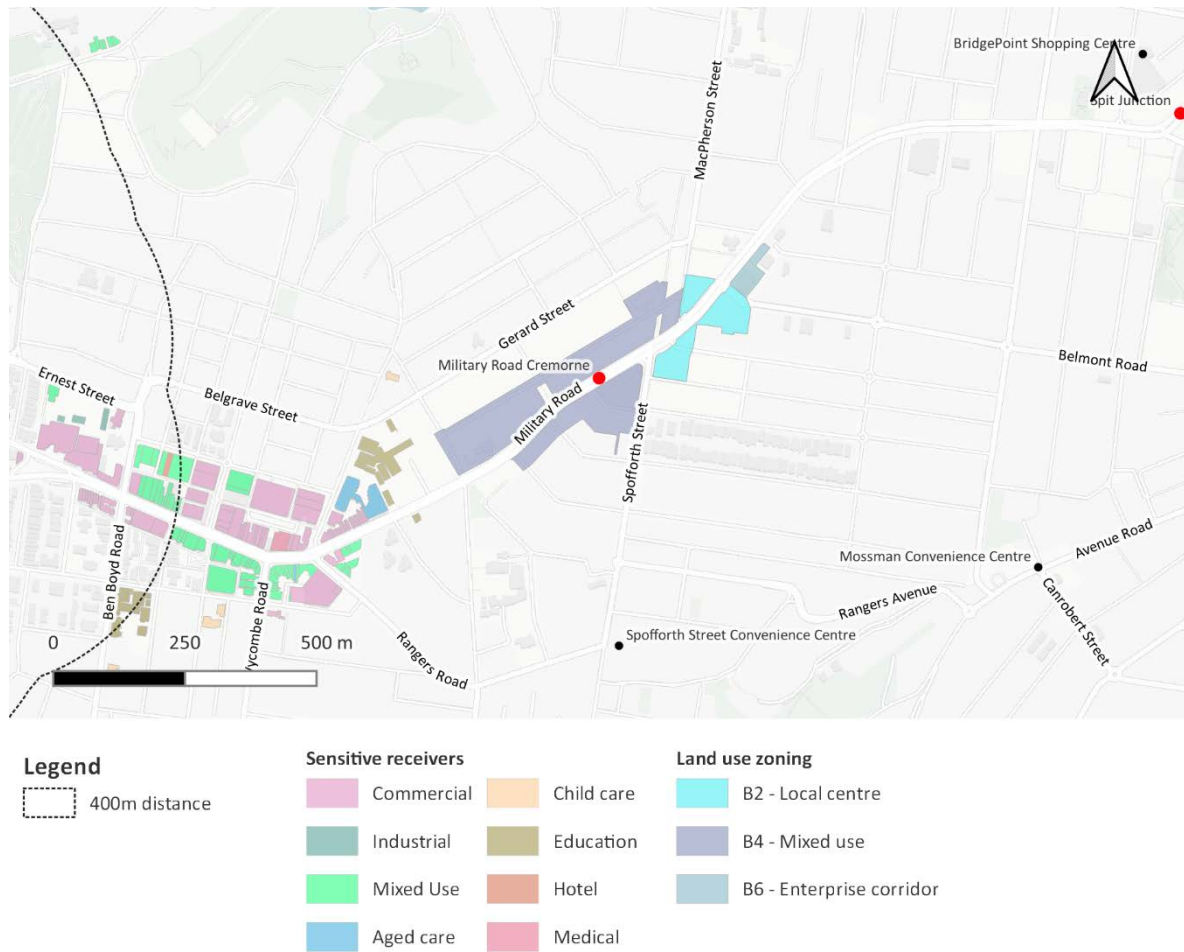 BridgePoint Shopping Centre
Spit Junction
MacPherson Street
Gerard Street
Military Road Cremorne
Belmont Road
Ernest Street
Belgrave Street
Military Road
Spofforth Street
Ben Boyd Road
Mossman Convenience Centre
Avenue Road
Rangers Avenue
Canrobert Street
Wycombe Road
Rangers Road
Spofforth Street Convenience Centre
0 250 500 m
Legend
400m distance
Sensitive receivers
Commercial
Industrial
Mixed Use
Aged care
Child care
Education
Hotel
Medical
Land use zoning
B2 - Local centre
B4 - Mixed use
B6 - Enterprise corridor